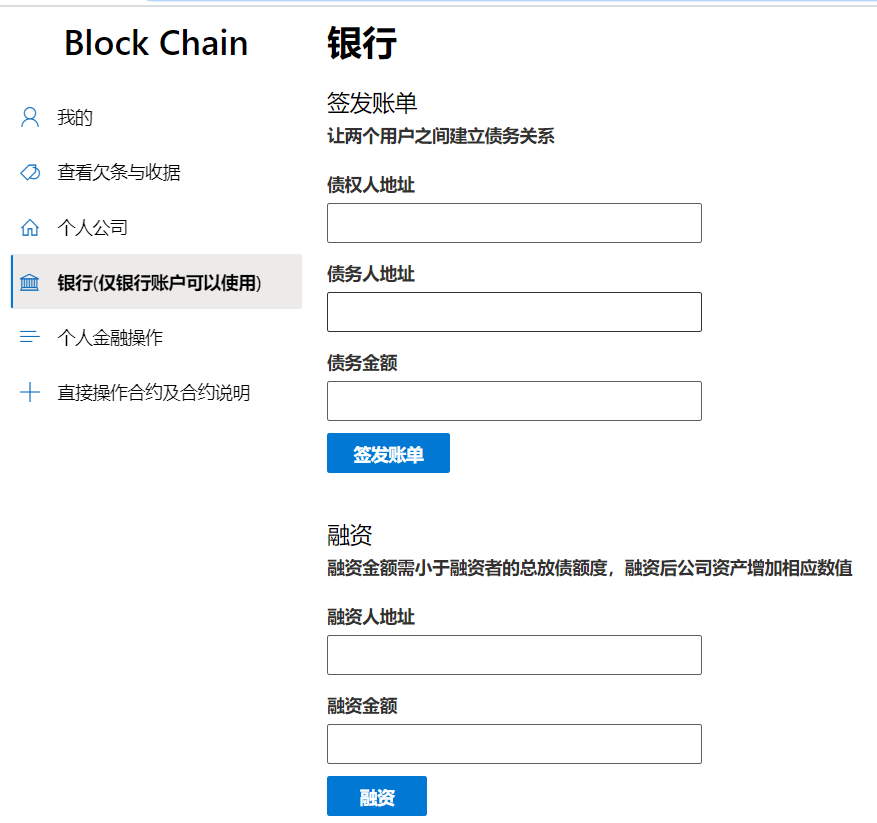 Block Chain
我的
查看欠条与收据
个人公司
银行(仅银行账户可以使用)
个人金融操作
直接操作合约及合约说明
银行
签发账单
让两个用户之间建立债务关系
债权人地址
债务人地址
债务金额
签发账单
融资
融资金额需小于融资者的总放债额度，融资后公司资产增加相应数值
融资人地址
融资金额
融资